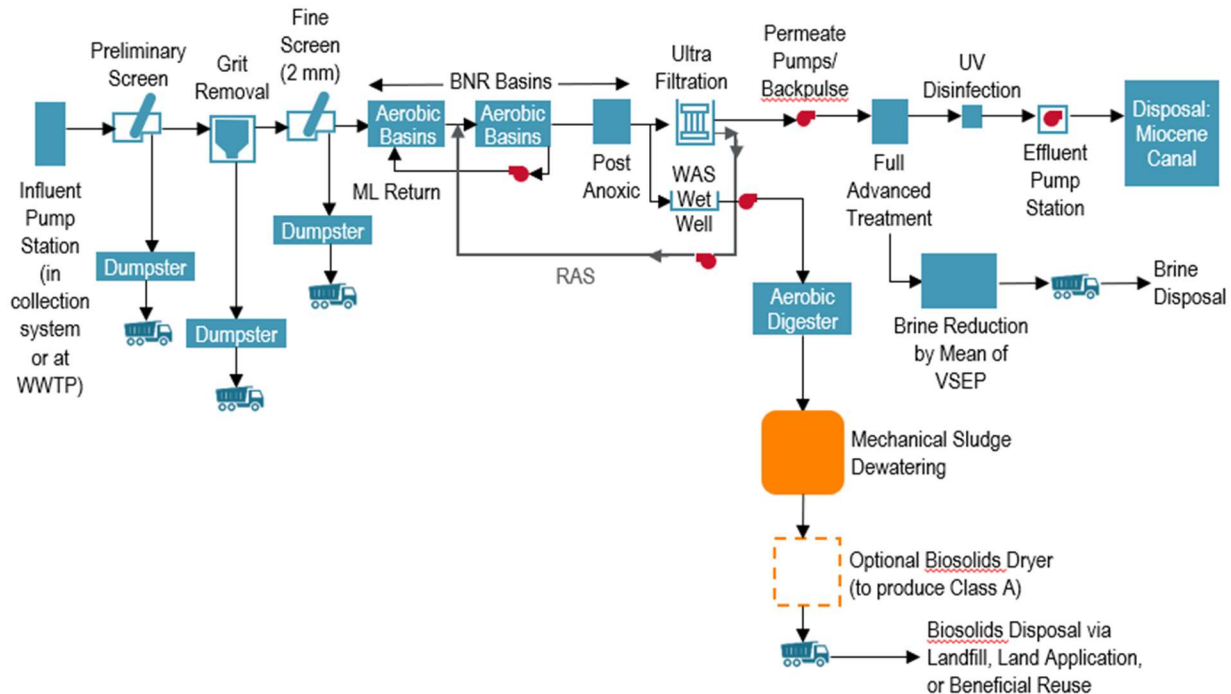 Preliminary
Screen
Grit
Removal
Fine
Screen
(2 mm)
BNR Basins
Aerobic
Basins
Aerobic
Basins
ML Return
Post
Anoxic
Ultra
Filtration
WAS
Wet
Well
RAS
Permeate
Pumps/
Backpulse
Full
Advanced
Treatment
UV
Disinfection
Effluent
Pump
Station
Disposal:
Miocene
Canal
Influent
Pump
Station
(in
collection
system
or at
WWTP)
Dumpster
Dumpster
Dumpster
Aerobic
Digester
Brine Reduction
by Mean of
VSEP
Brine
Disposal
Mechanical Sludge
Dewatering
Optional Biosolids Dryer
(to produce Class A)
Biosolids Disposal via
Landfill, Land Application,
or Beneficial Reuse